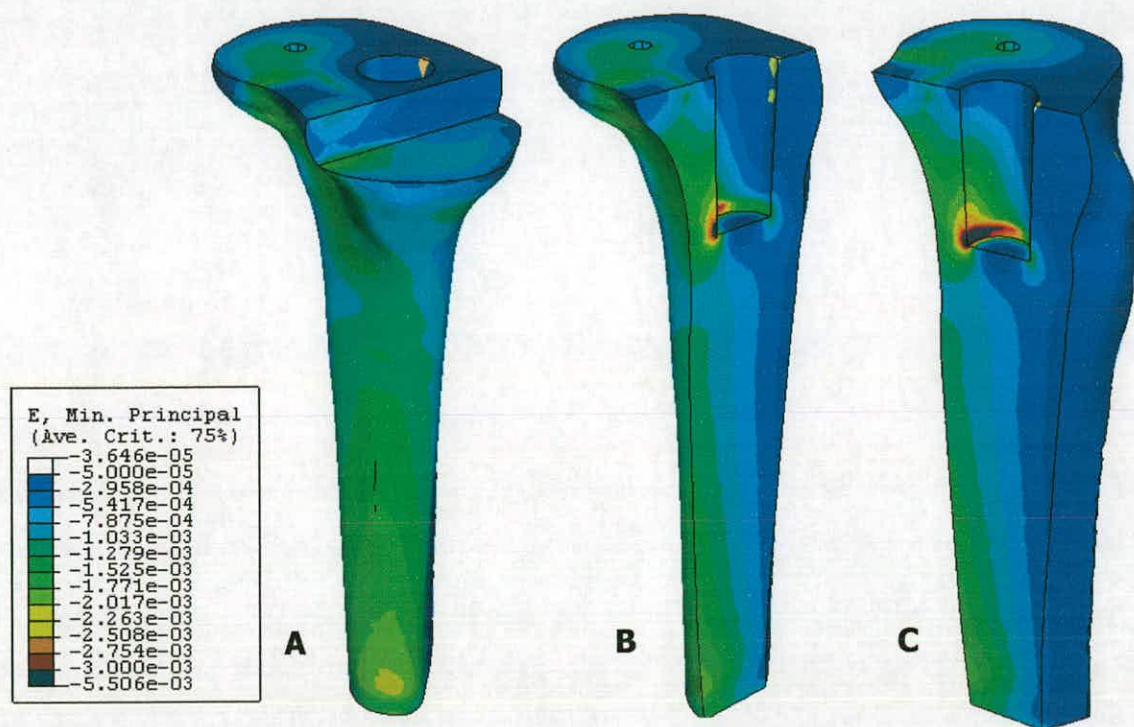 E, Min. Principal
(Ave. Crit.: 75%)
-3.646e-05
-5.000e-05
-2.958e-04
-5.417e-04
-7.875e-04
-1.033e-03
-1.279e-03
-1.525e-03
-1.771e-03
-2.017e-03
-2.263e-03
-2.508e-03
-2.754e-03
-3.000e-03
-5.506e-03
A
B
C